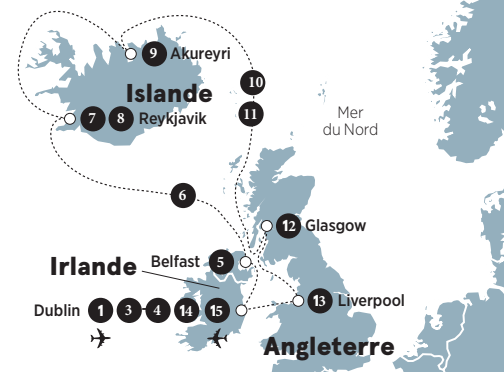 9 Akureyri
Islande
10
7 8 Reykjavik
11
Mer
du Nord
6
12 Glasgow
Belfast 5
Irlande
Dublin 1 3 4 14 15
13 Liverpool
Angleterre